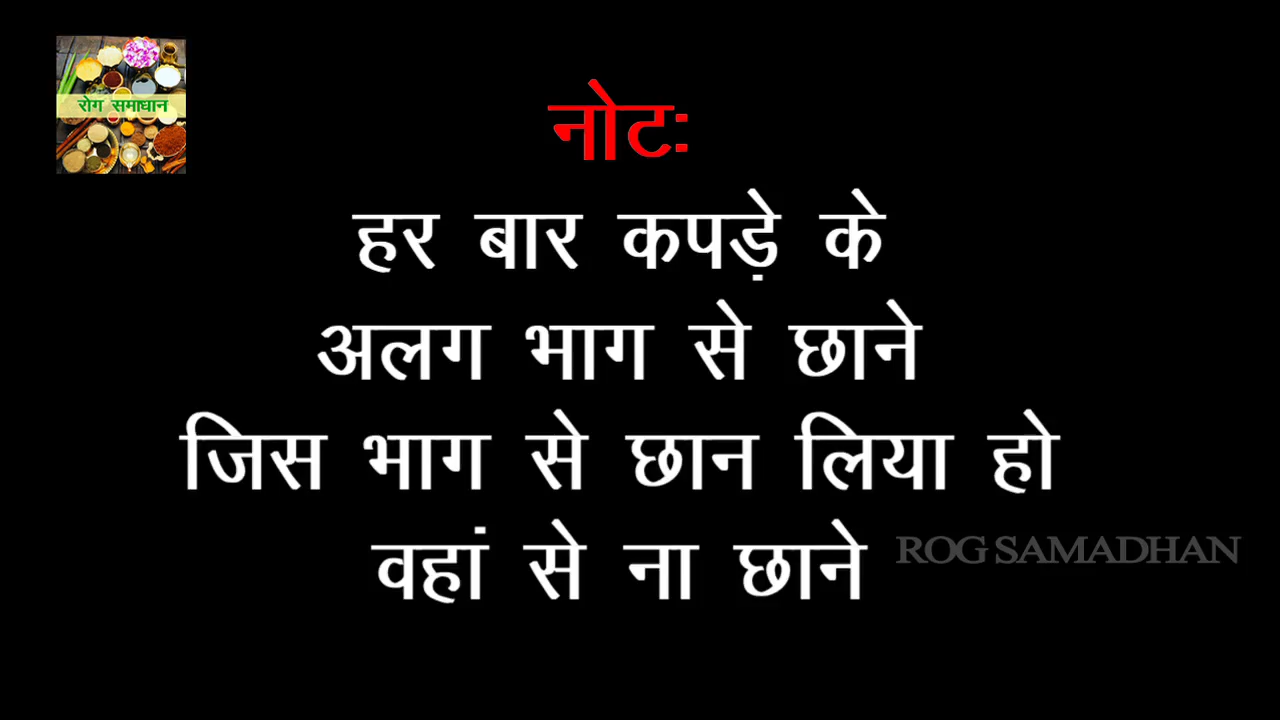 रोग समाधान
नोट:
हर बार कपड़े के
अलग भाग से छाने
जिस भाग से छान लिया हो
वहां से ना छाने
ROG SAMADHAN